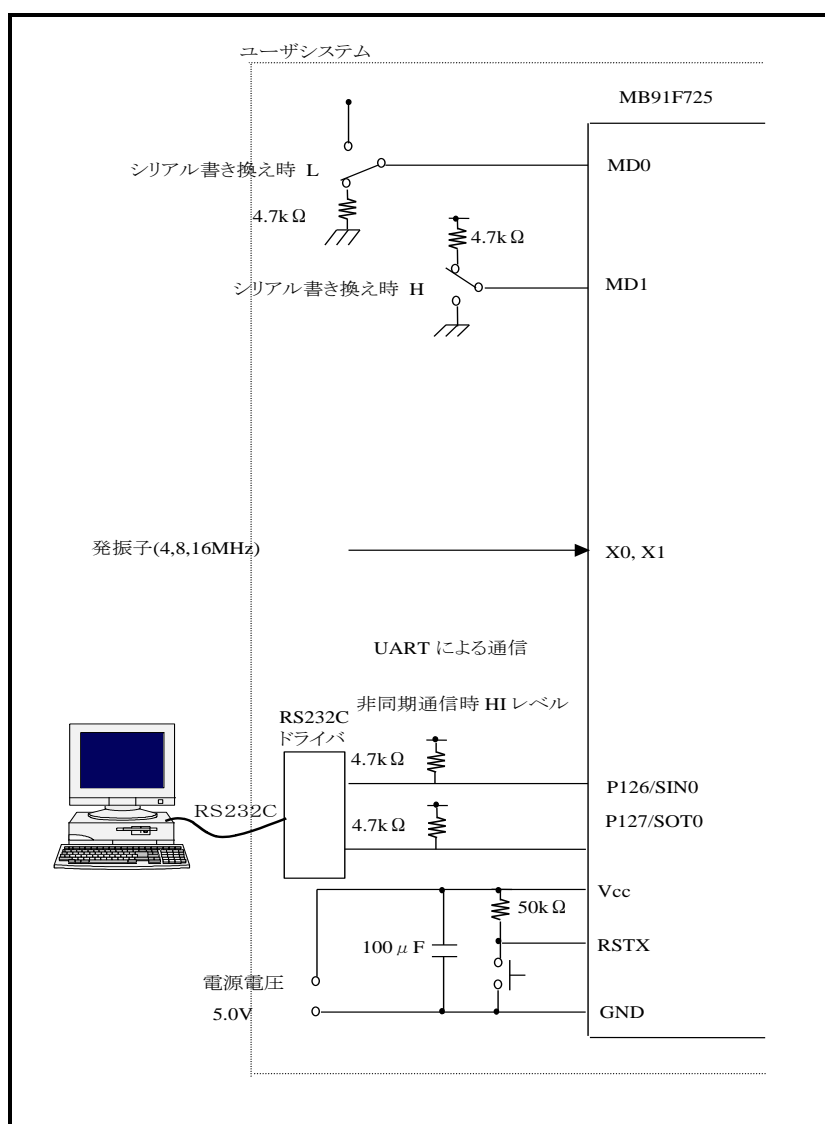 ユーザシステム
MB91F725
シリアル書き換え時 L
MD0
4.7kΩ
4.7kΩ
シリアル書き換え時 H
MD1
発振子(4,8,16MHz)
X0, X1
UART による通信
非同期通信時 HI レベル
RS232C
ドライバ
4.7kΩ
P126/SIN0
RS232C
4.7kΩ
P127/SOT0
Vcc
50kΩ
100μF
RSTX
電源電圧
5.0V
GND